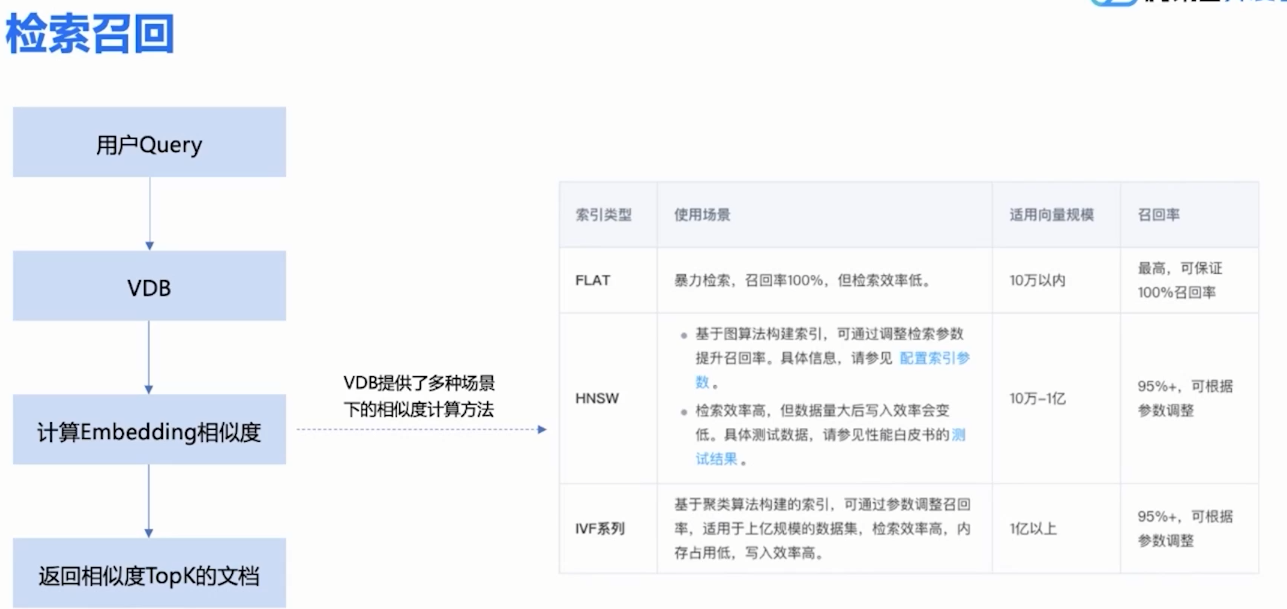 检索召回
用户Query
VDB
计算Embedding相似度
返回相似度TopK的文档
VDB提供了多种场景
下的相似度计算方法
索引类型 使用场景 适用向量规模 召回率
FLAT 暴力检索，召回率100%，但检索效率低。 10万以内 最高，可保证
100%召回率
HNSW
• 基于图算法构建索引，可通过调整检索参数
提升召回率。具体信息，请参见 配置索引参
数 。
• 检索效率高，但数据量大后写入效率会变
低。具体测试数据，请参见性能白皮书的测
试结果 。
10万-1亿
95%+，可根据
参数调整
IVF系列
基于聚类算法构建的索引，可通过参数调整召回
率，适用于上亿规模的数据集，检索效率高，内
存占用低，写入效率高。
1亿以上
95%+，可根据
参数调整